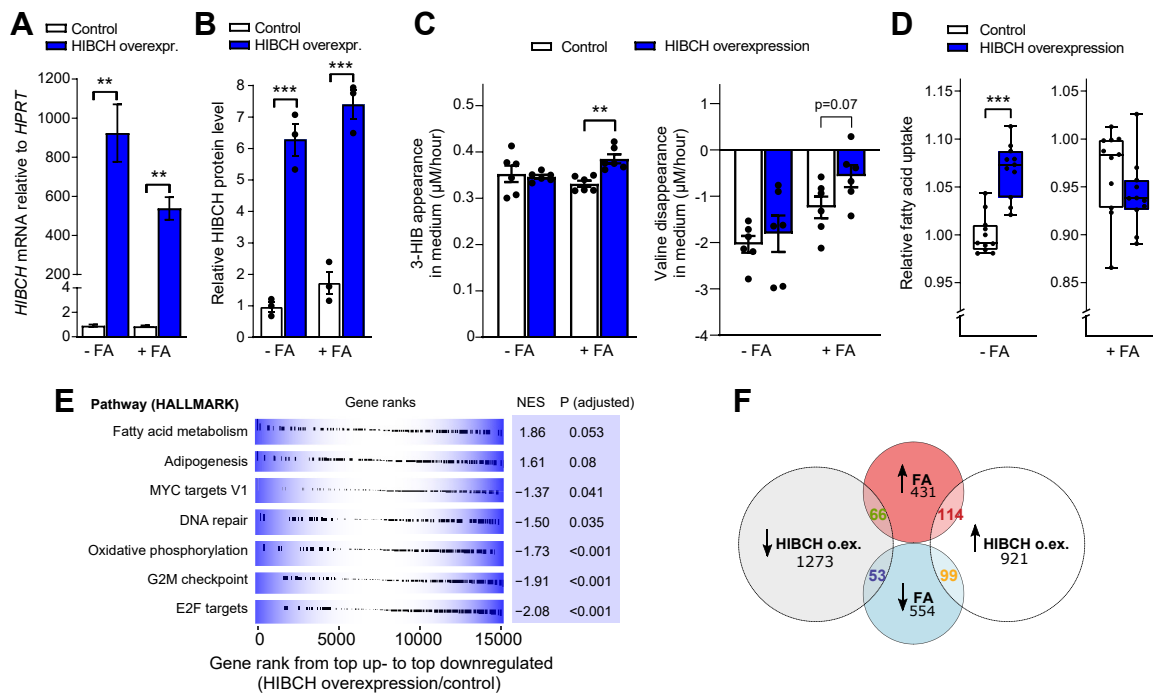 A
Control
HIBCH overexpr.
HIBCH mRNA relative to HPRT
1200
1000
800
600
400
200
4
2
0
**
**
- FA
+ FA
B
Control
HIBCH overexpr.
Relative HIBCH protein level
8
7
6
5
4
3
2
1
0
***
***
- FA
+ FA
C
Control
HIBCH overexpression
3-HIB appearance
in medium (µM/hour)
0.5
0.4
0.3
0.2
0.1
0
**
- FA
+ FA
Valine disappearance
in medium (µM/hour)
0
-1
-2
-3
-4
p=0.07
- FA
+ FA
D
Control
HIBCH overexpression
Relative fatty acid uptake
1.15
1.10
1.05
1.00
0.95
***
- FA
1.05
1.00
0.95
0.90
0.85
0.80
+ FA
E
Pathway (HALLMARK) Gene ranks NES P (adjusted)
Fatty acid metabolism 1.86 0.053
Adipogenesis 1.61 0.08
MYC targets V1 −1.37 0.041
DNA repair −1.50 0.035
Oxidative phosphorylation −1.73 <0.001
G2M checkpoint −1.91 <0.001
E2F targets −2.08 <0.001
0 5000 10000 15000
Gene rank from top up- to top downregulated
(HIBCH overexpression/control)
F
FA
431
66
114
HIBCH o.ex.
1273
HIBCH o.ex.
921
53
99
FA
554